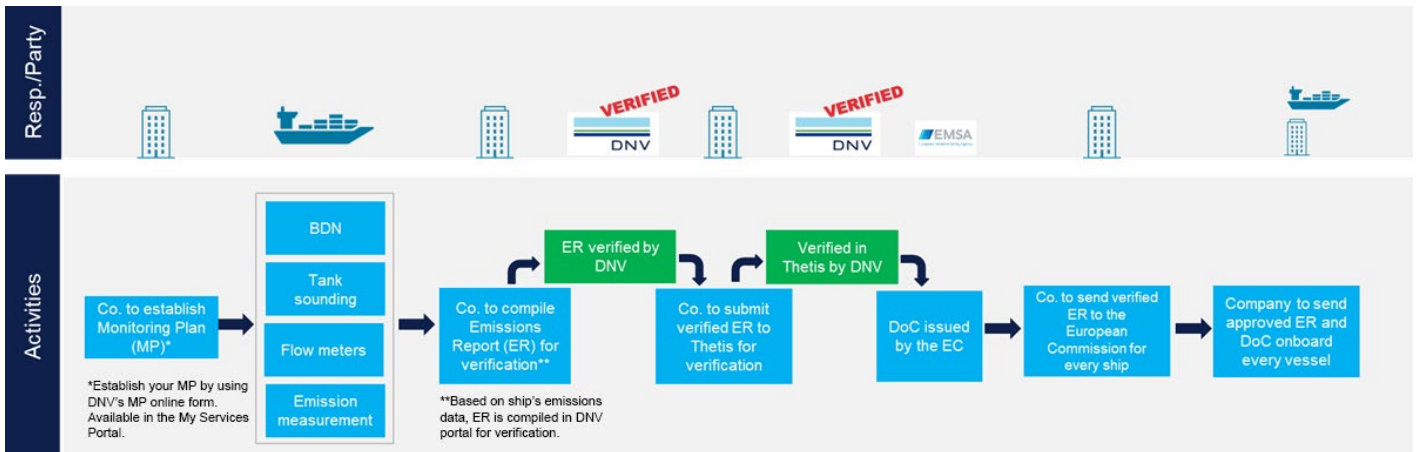 Resp./Party
VERIFIED
DNV
VERIFIED
DNV
EMSA
Activities
Co. to establish
Monitoring Plan
(MP)*
*Establish your MP by using
DNV's MP online form.
Available in the My Services
Portal.
BDN
Tank
sounding
Flow meters
Emission
measurement
Co. to compile
Emissions
Report (ER) for
verification**
**Based on ship's emissions
data, ER is compiled in DNV
portal for verification.
ER verified by
DNV
Co. to submit
verified ER to
Thetis for
verification
Verified in
Thetis by DNV
DoC issued
by the EC
Co. to send verified
ER to the
European
Commission for
every ship
Company to send
approved ER and
DoC onboard
every vessel